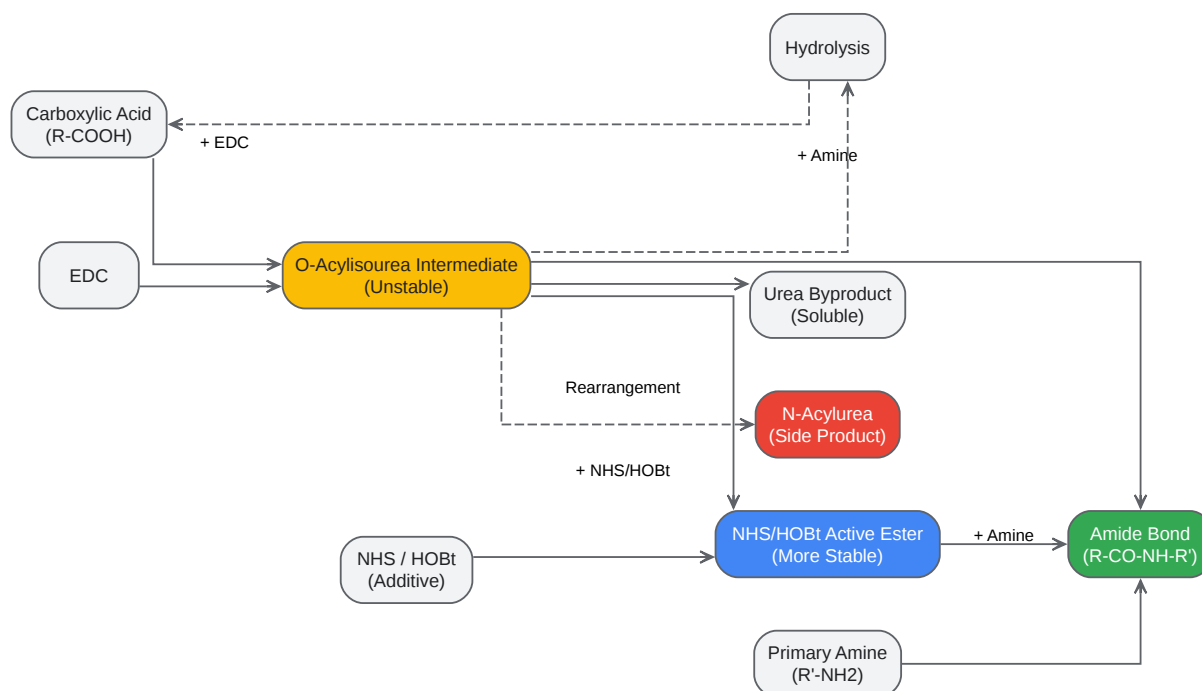 Hydrolysis
Carboxylic Acid
(R-COOH)
+ EDC
+ Amine
EDC
O-Acylisourea Intermediate
(Unstable)
Urea Byproduct
(Soluble)
Rearrangement
N-Acylurea
(Side Product)
+ NHS/HOBt
NHS / HOBt
(Additive)
NHS/HOBt Active Ester
(More Stable)
+ Amine
Amide Bond
(R-CO-NH-R')
Primary Amine
(R'-NH2)